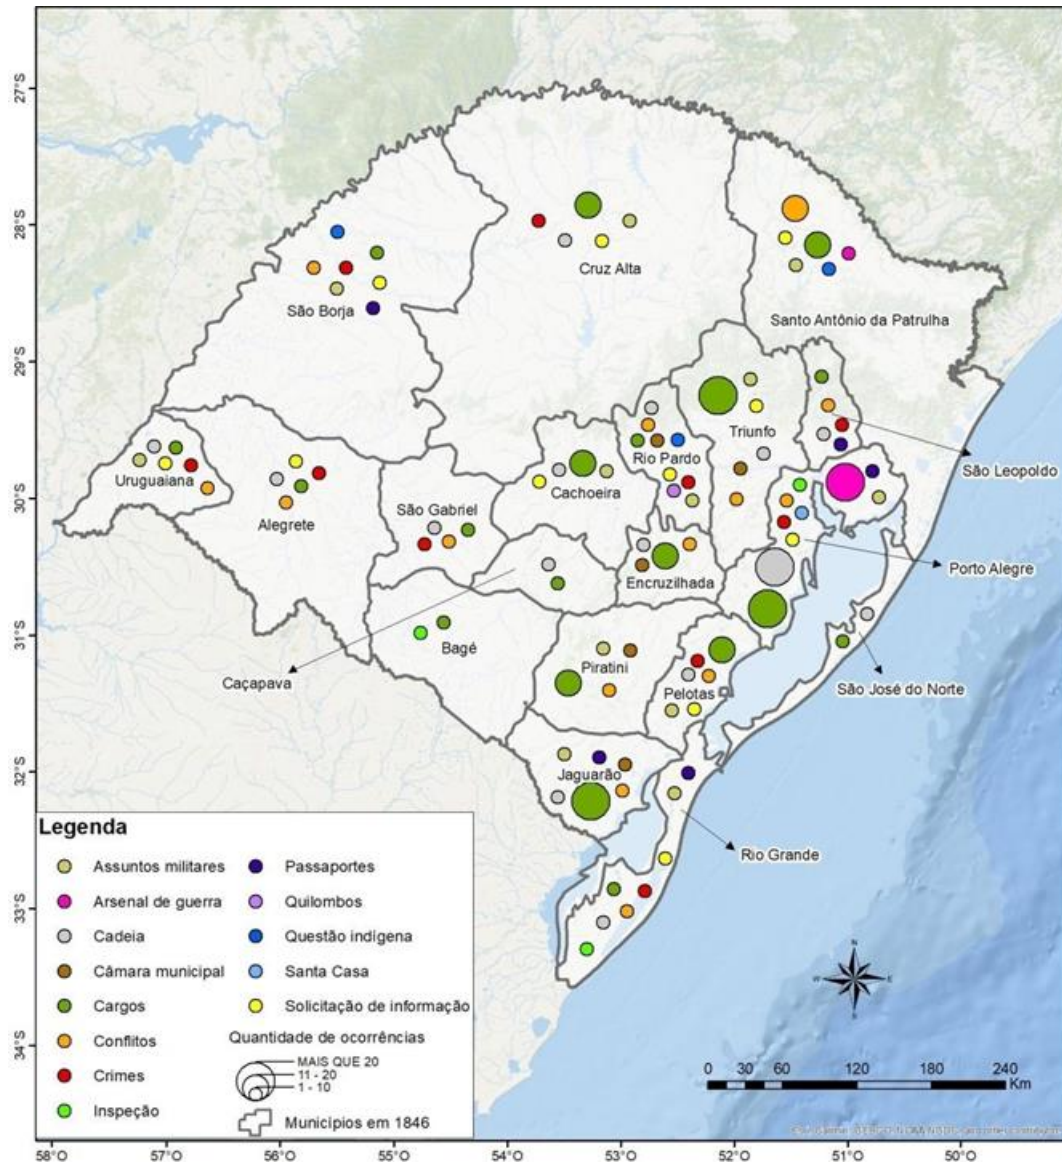 27°S
28°S
29°S
30°S
31°S
32°S
33°S
34°S
Cruz Alta
São Borja
Santo Antônio da Patrulha
Uruguaiana
Alegrete
São Gabriel
Cachoeira
Rio Pardo
Triunfo
São Leopoldo
Encruzilhada
Porto Alegre
Bagé
Caçapava
Piratini
Pelotas
São José do Norte
Jaguarão
Rio Grande
Legenda
Assuntos militares
Arsenal de guerra
Cadeia
Câmara municipal
Cargos
Conflitos
Crimes
Inspeção
Passaportes
Quilombos
Questão indígena
Santa Casa
Solicitação de informação
Quantidade de ocorrências
MAIS QUE 20
11 - 20
1 - 10
Municípios em 1846
N
W E
S
0 30 60 120 180 240
Km
58°O 57°O 56°O 55°O 54°O 53°O 52°O 51°O 50°O